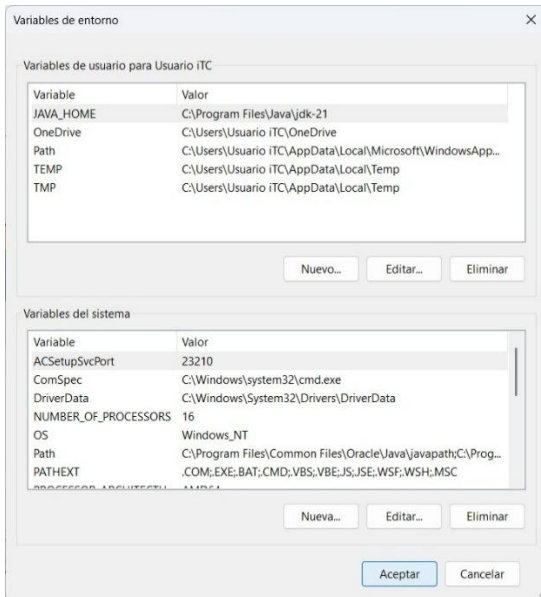 Variables de entorno
Variables de usuario para Usuario iTC
Variable Valor
JAVA_HOME C:\Program Files\Java\jdk-21
OneDrive C:\Users\Usuario iTC\OneDrive
Path C:\Users\Usuario iTC\AppData\Local\Microsoft\WindowsApp...
TEMP C:\Users\Usuario iTC\AppData\Local\Temp
TMP C:\Users\Usuario iTC\AppData\Local\Temp
Nuevo... Editar... Eliminar
Variables del sistema
Variable Valor
ACSetupSvcPort 23210
ComSpec C:\Windows\system32\cmd.exe
DriverData C:\Windows\System32\Drivers\DriverData
NUMBER_OF_PROCESSORS 16
OS Windows_NT
Path C:\Program Files\Common Files\Oracle\Java\javapath;C:\Prog...
PATHEXT .COM;.EXE;.BAT;.CMD;.VBS;.VBE;.JS;.JSE;.WSF;.WSH;.MSC
Nueva... Editar... Eliminar
Aceptar Cancelar